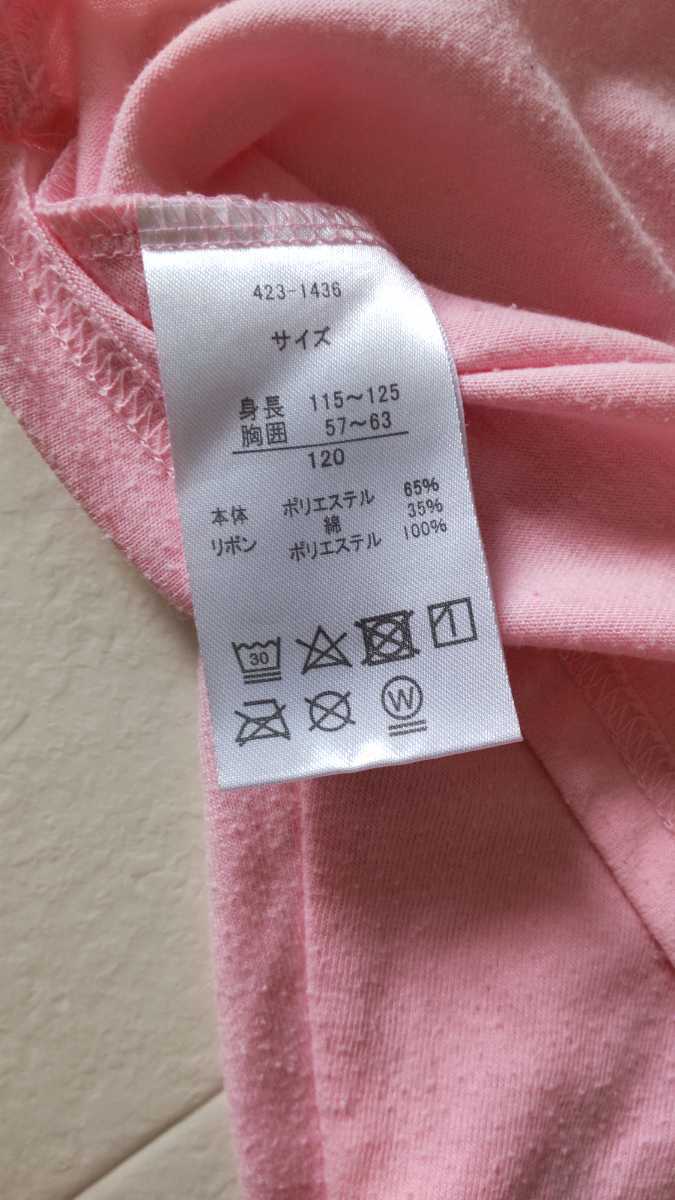 423-1436
サイズ
身長 115～125
胸囲 57～63
120
本体 ポリエステル 65%
綿 35%
リボン ポリエステル 100%
30
W